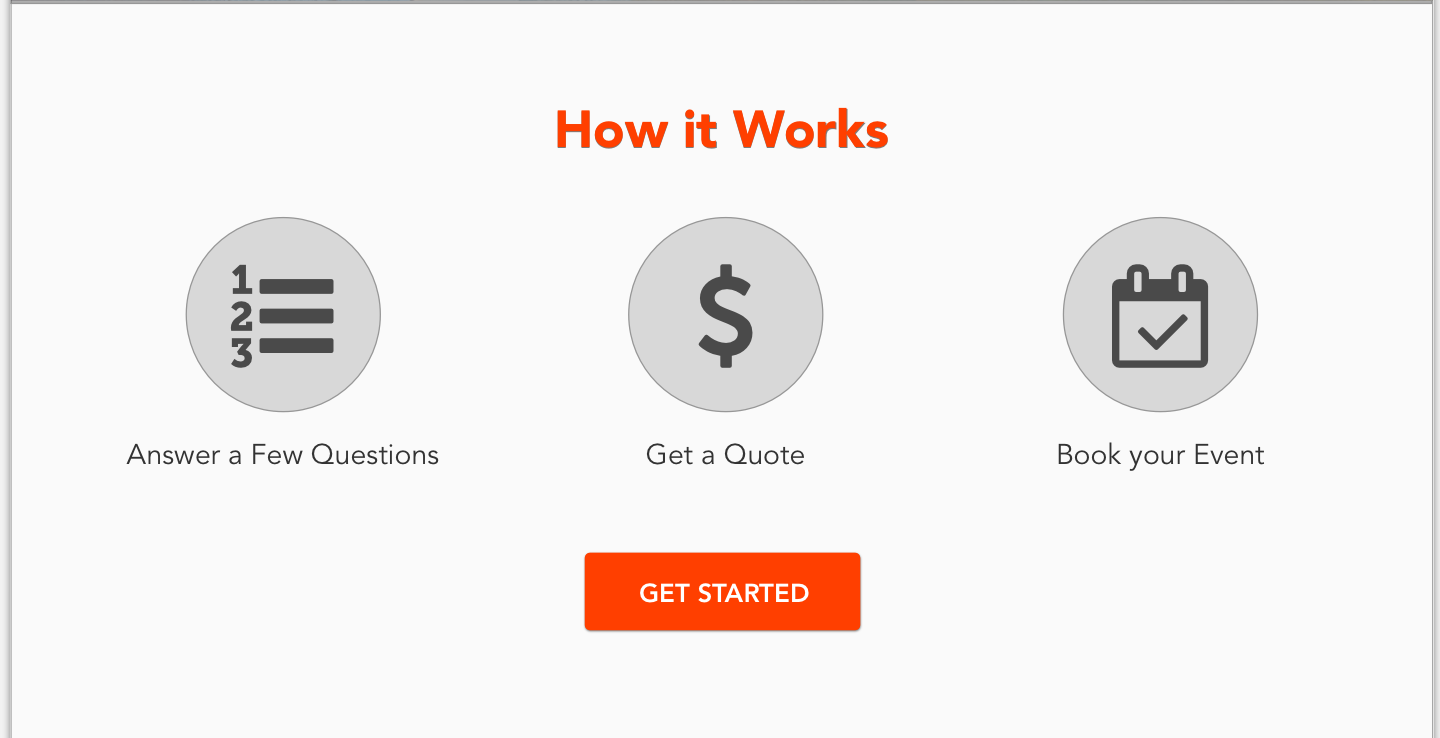 How it Works
1
2
3
$
Answer a Few Questions
Get a Quote
Book your Event
GET STARTED